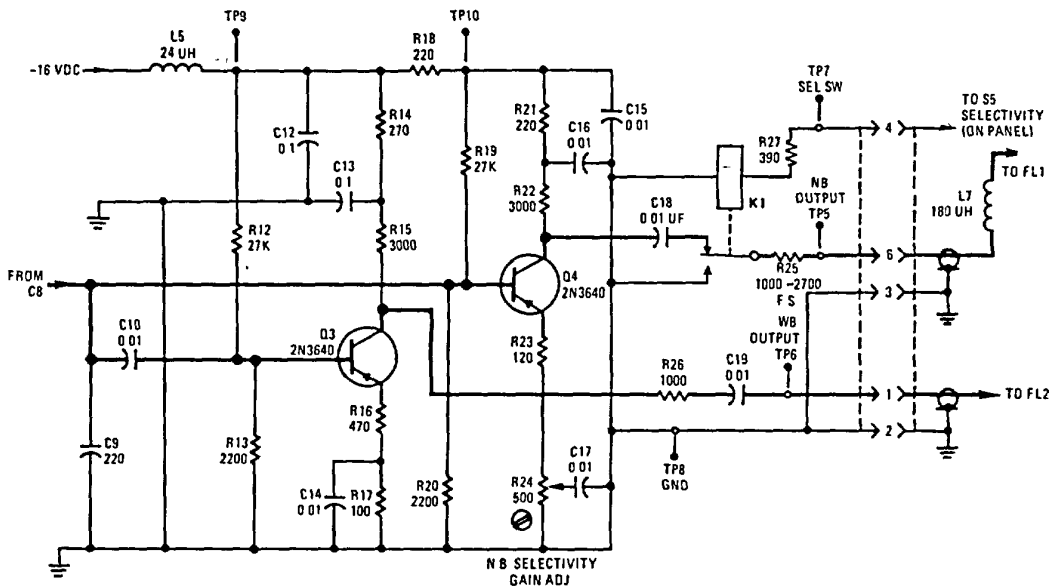 TP9
TP10
L5
24 UH
R18
220
-16 VDC
TP7
SEL SW
TO S5
SELECTIVITY
(ON PANEL)
R14
270
R21
220
C15
0 01
C12
0 1
C16
0 01
R27
390
4
C13
0 1
R19
27K
TO FL1
R22
3000
K1
NB
OUTPUT
TP5
L7
180 UH
R12
27K
R15
3000
C18
0 01 UF
FROM
C8
Q4
2N3640
R25
1000 -2700
F S
6
3
C10
0 01
Q3
2N3640
R23
120
WB
OUTPUT
TP6
R26
1000
C19
0 01
1
TO FL2
R16
470
2
C9
220
R13
2200
TP8
GND
C17
0 01
C14
0.01
R17
100
R20
2200
R24
500
N B SELECTIVITY
GAIN ADJ